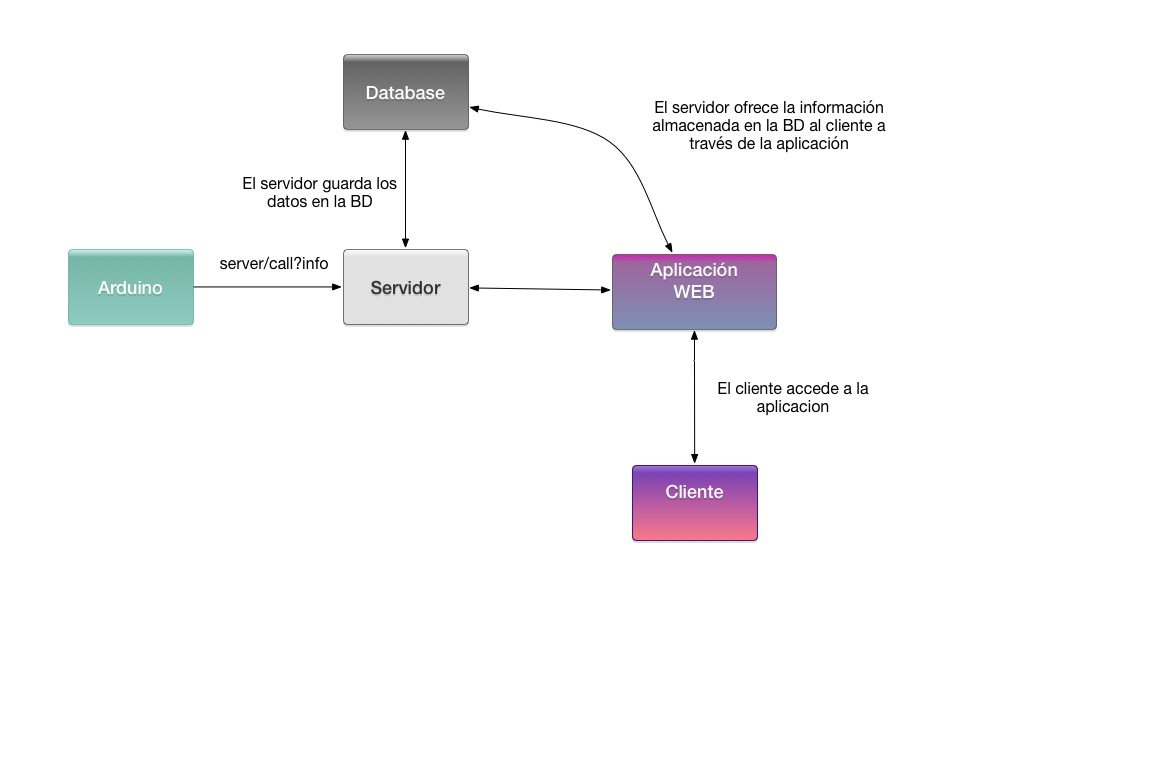 Database
El servidor ofrece la información
almacenada en la BD al cliente a
través de la aplicación
El servidor guarda los
datos en la BD
Arduino
server/call?info
Servidor
Aplicación
WEB
El cliente accede a la
aplicacion
Cliente